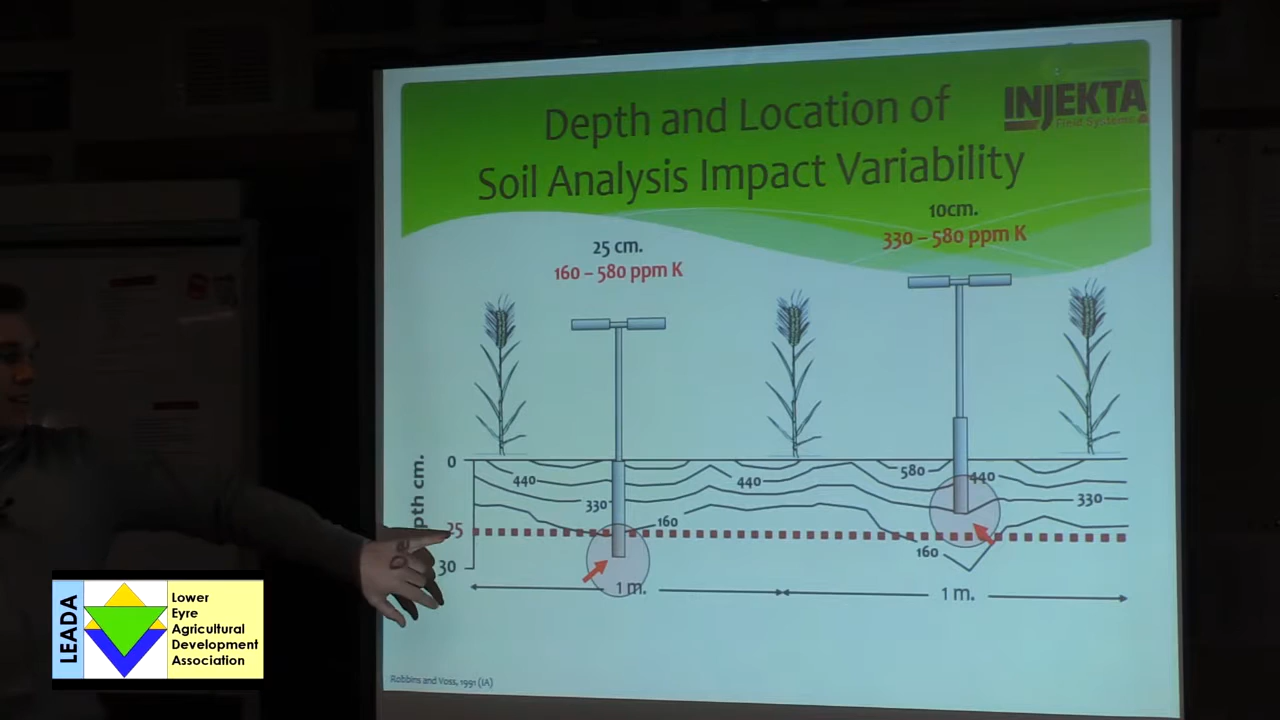 Depth and Location of
Soil Analysis Impact Variability
INJEKTA
Field Systems
10cm.
330 – 580 ppm K
25 cm.
160 – 580 ppm K
0
25
30
440
330
160
440
580
440
330
160
1 m.
1 m.
Robbins and Voss, 1991 (IA)
LEADA
Lower
Eyre
Agricultural
Development
Association